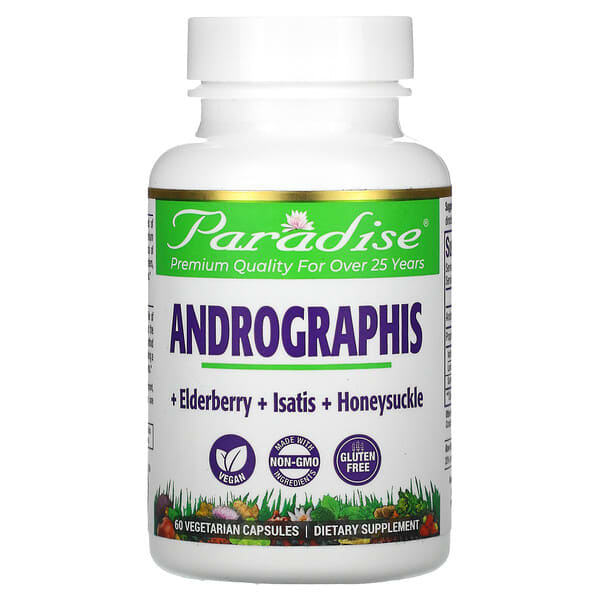 Paradise®
Premium Quality For Over 25 Years
ANDROGRAPHIS
+ Elderberry + Isatis + Honeysuckle
VEGAN
MADE WITH
NON-GMO
INGREDIENTS
GLUTEN
FREE
60 VEGETARIAN CAPSULES | DIETARY SUPPLEMENT